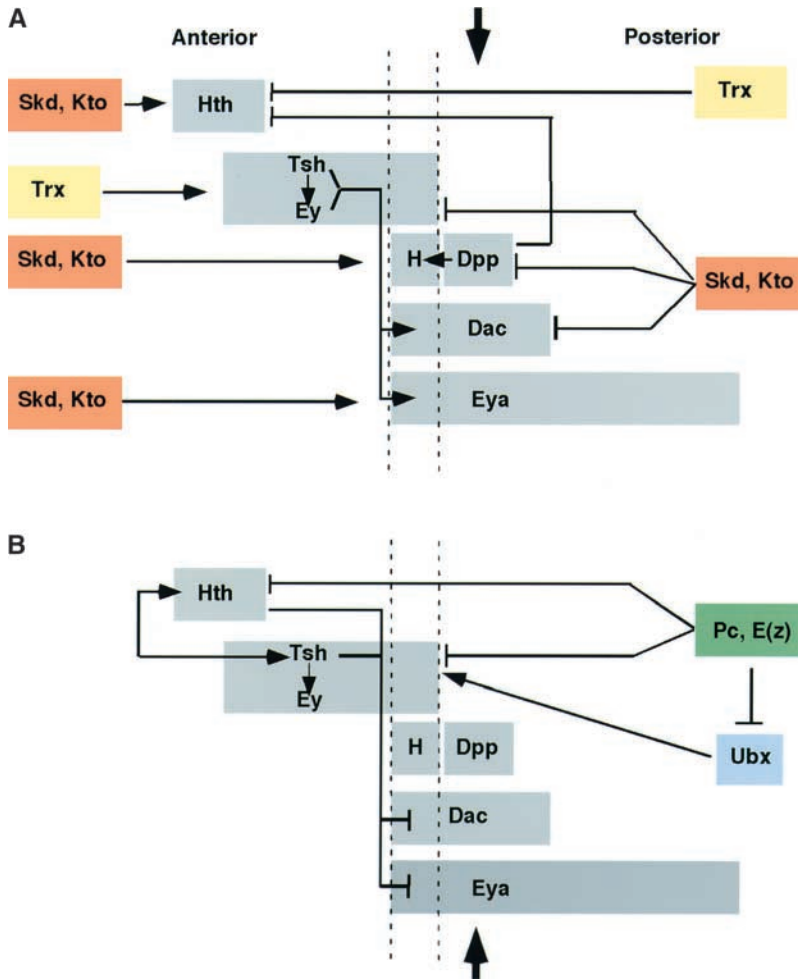 A
Anterior
Posterior
Skd, Kto
Hth
Trx
Trx
Tsh
Ey
Skd, Kto
H
Dpp
Skd, Kto
Dac
Skd, Kto
Eya
B
Hth
Pc, E(z)
Tsh
Ey
H
Dpp
Ubx
Dac
Eya